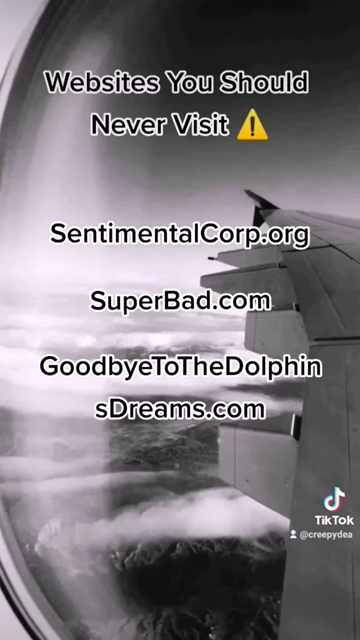 Websites You Should
Never Visit ⚠️
SentimentalCorp.org
SuperBad.com
GoodbyeToTheDolphin
sDreams.com
TikTok
@creepydea